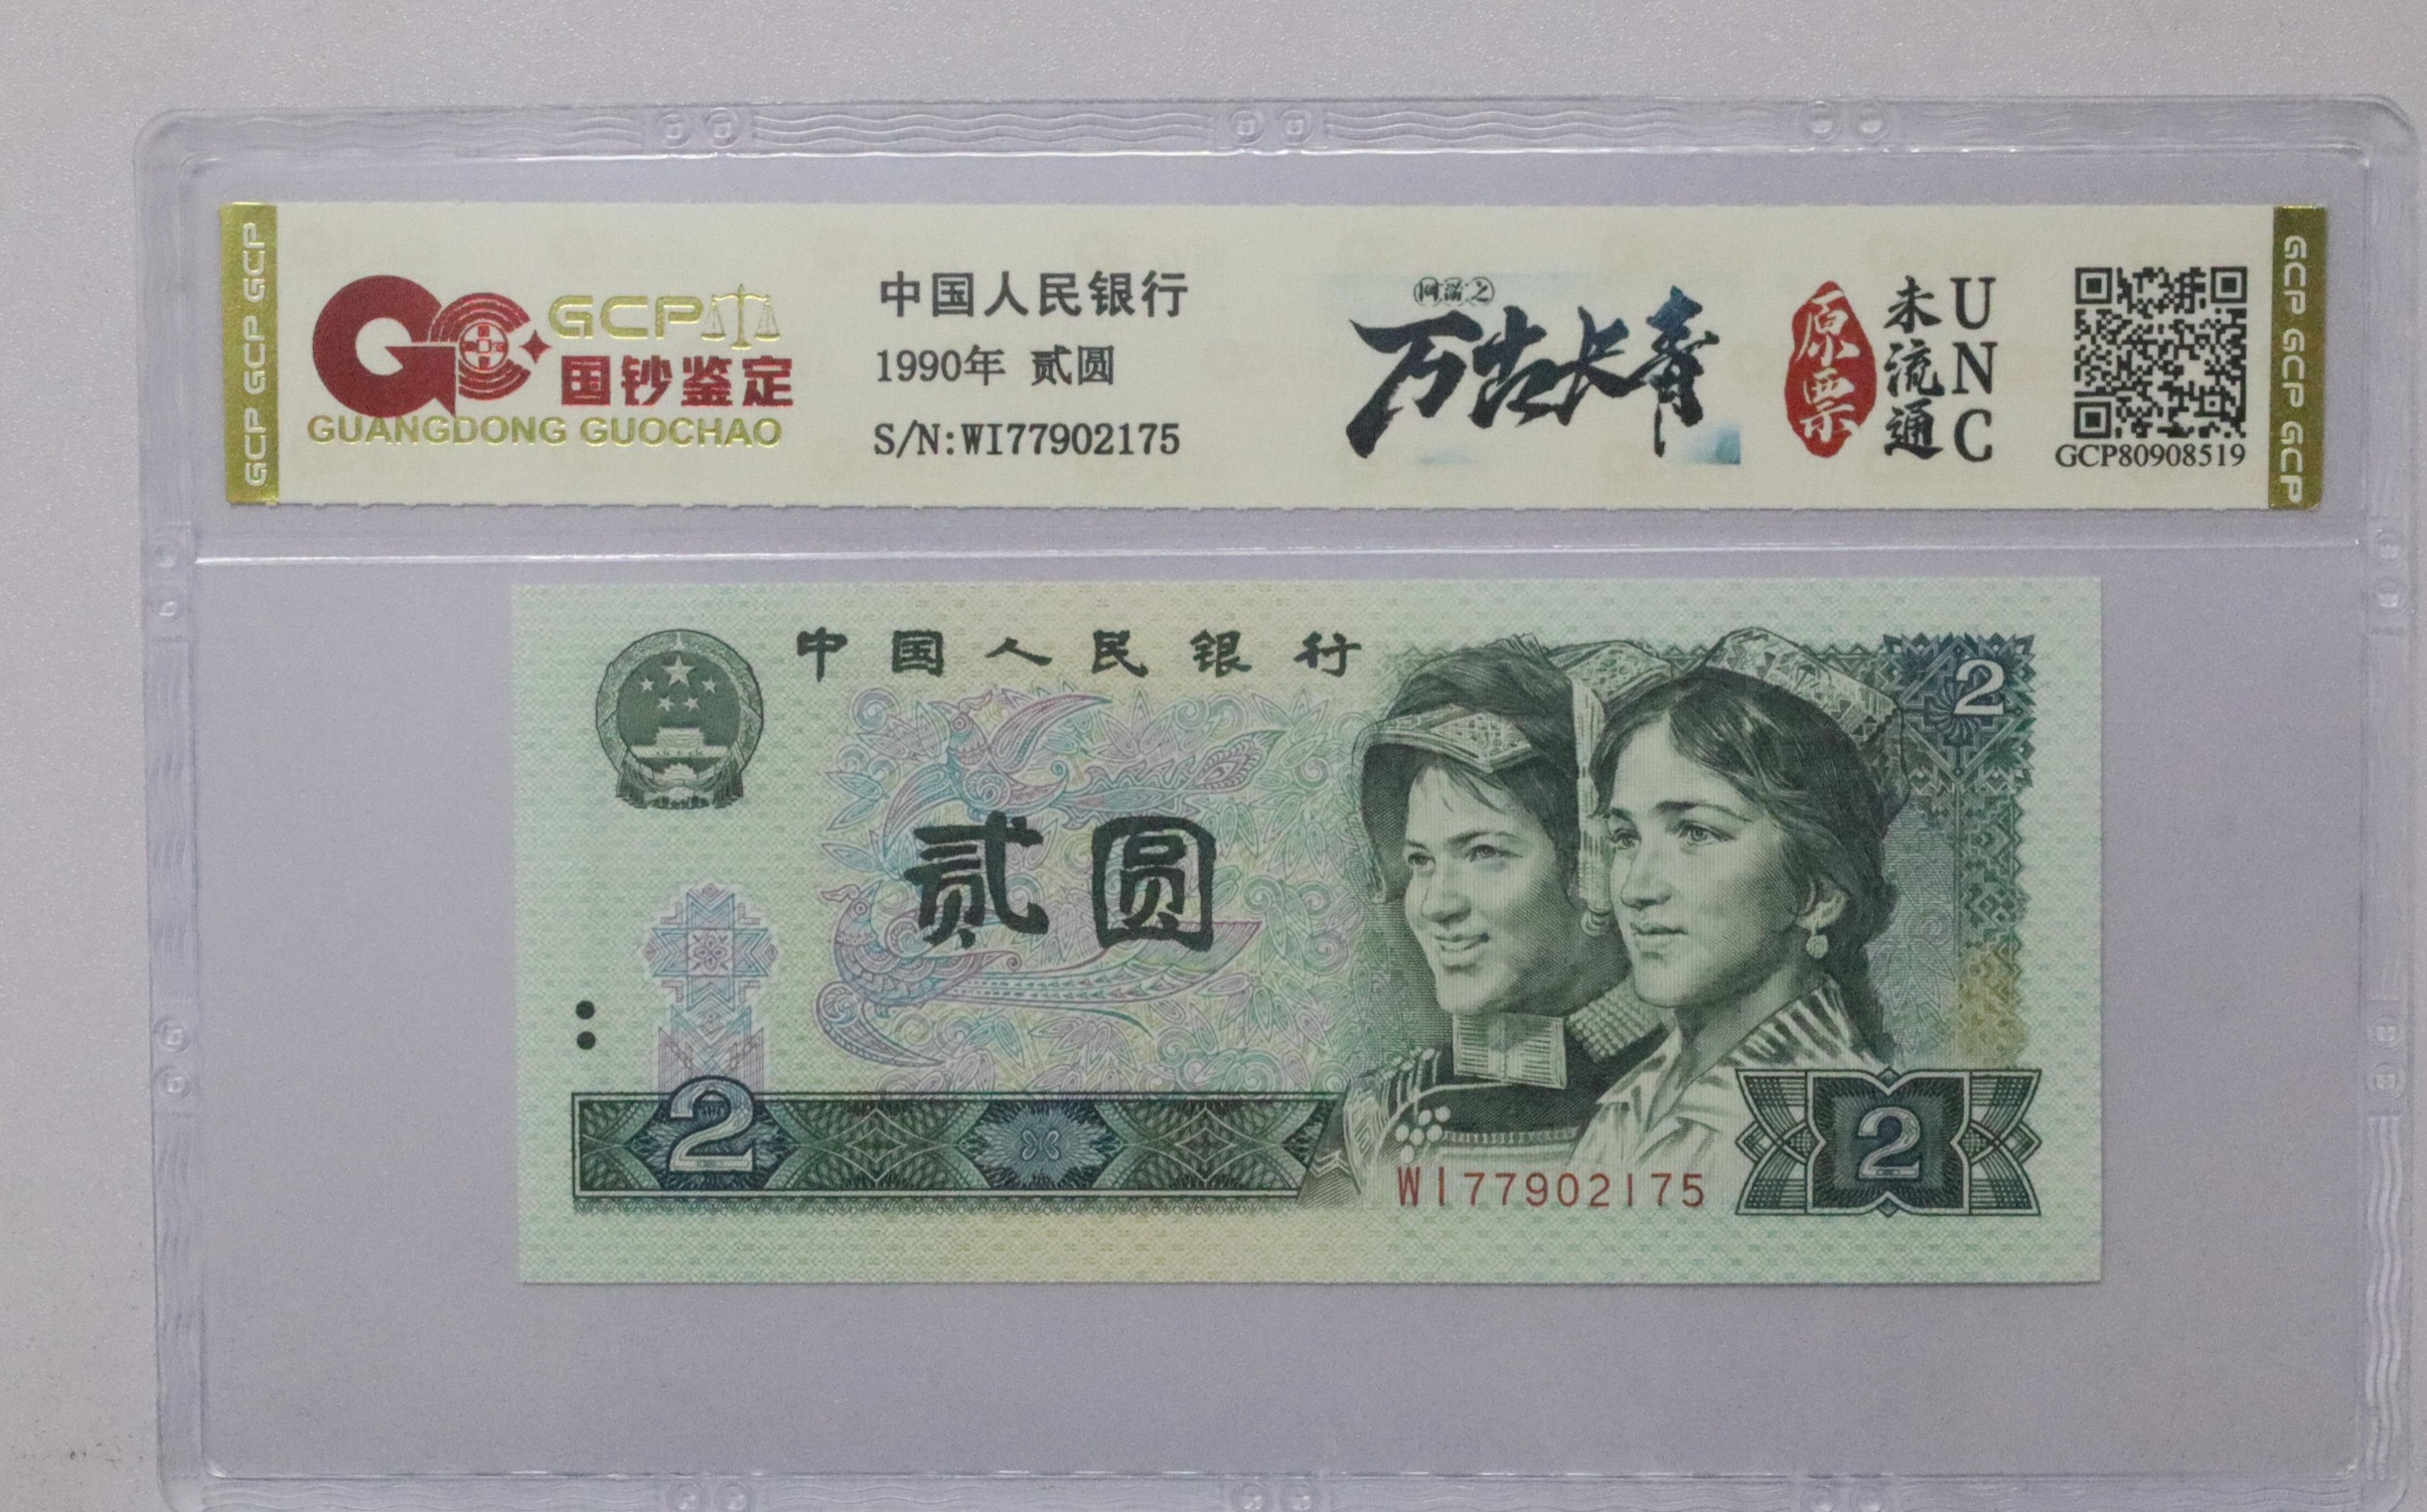 GCP GCP GCP
GCP
国钞鉴定
GUANGDONG GUOCHAO
中国人民银行
1990年 贰圆
S/N:WI77902175
万古长青
原票
未流通
UNC
GCP80908519
GCP GCP GCP
中国人民银行
2
贰圆
2
WI77902175
2